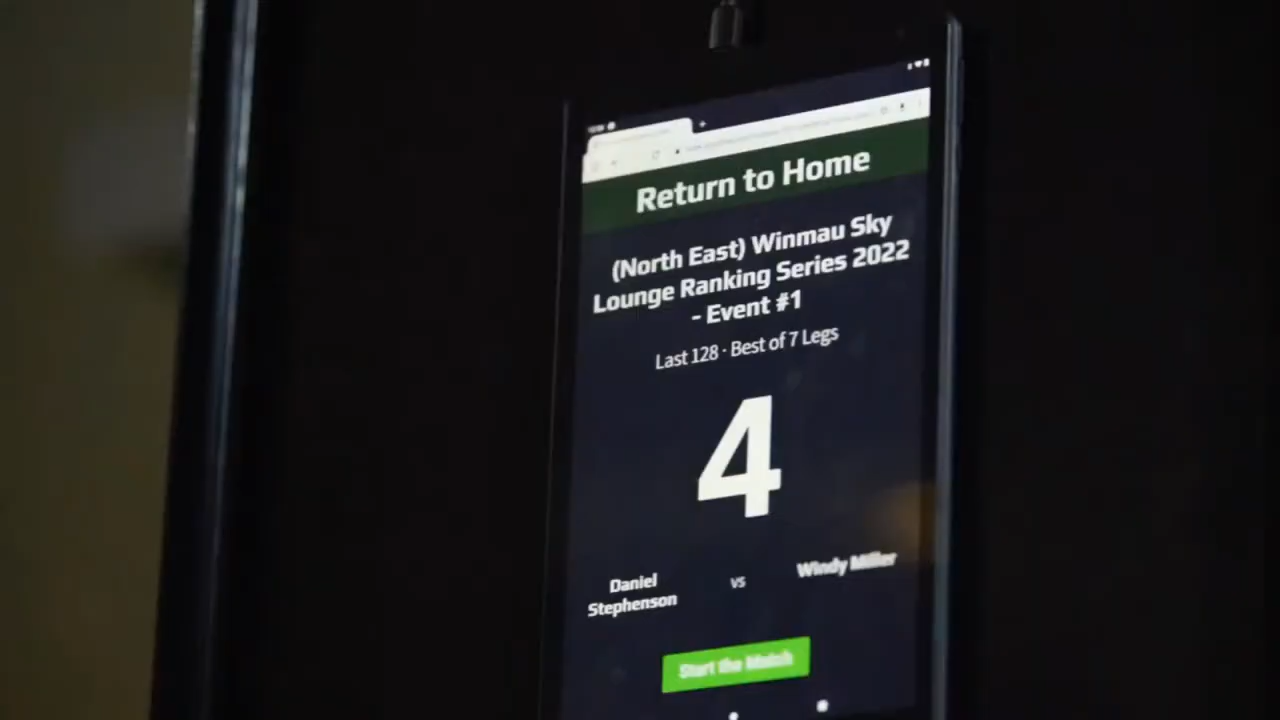 Return to Home
(North East) Winmau Sky
Lounge Ranking Series 2022
- Event #1
Last 128 · Best of 7 Legs
4
Daniel
Stephenson
vs
Windy Miller
Start the Match